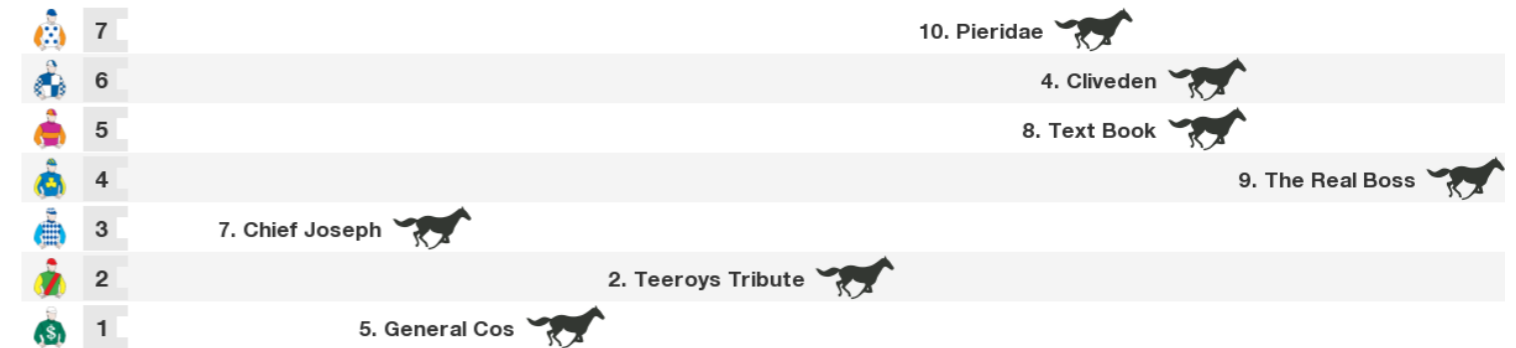 7 10. Pieridae
6 4. Cliveden
5 8. Text Book
4 9. The Real Boss
3 7. Chief Joseph
2 2. Teeroys Tribute
1 $ 5. General Cos